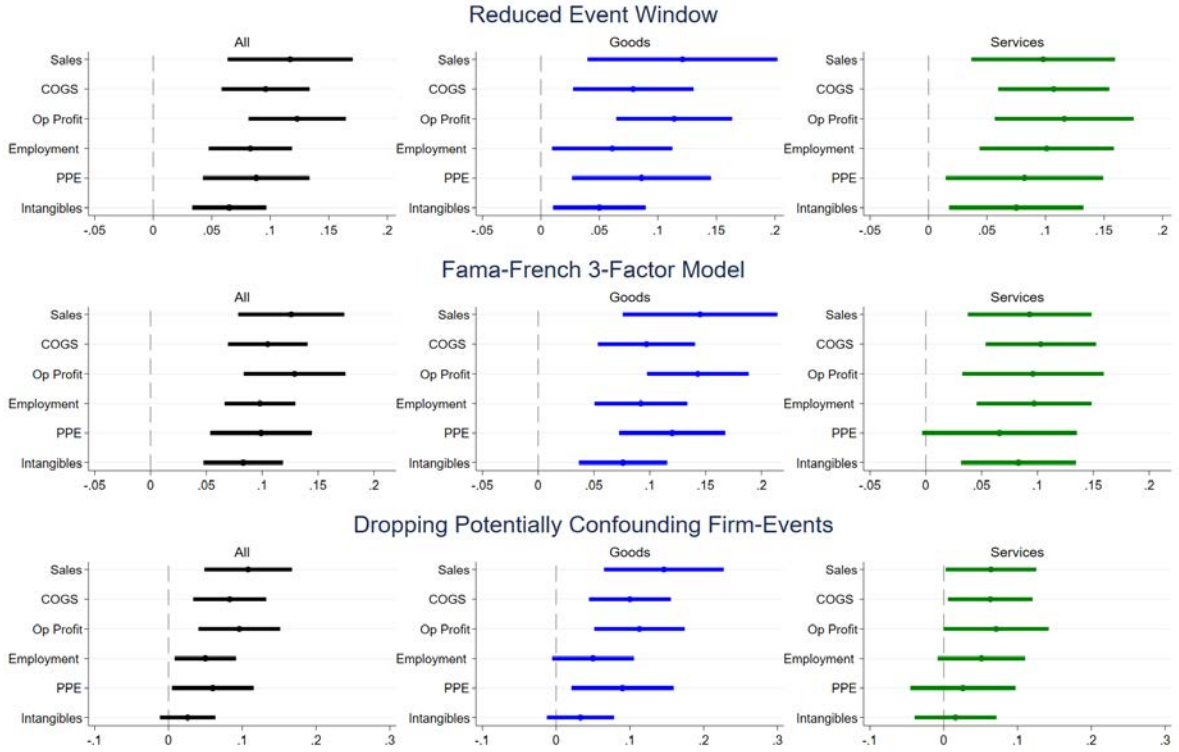 Reduced Event Window
All
Goods
Services
Sales
COGS
Op Profit
Employment
PPE
Intangibles
-.05 0 .05 .1 .15 .2
Sales
COGS
Op Profit
Employment
PPE
Intangibles
-.05 0 .05 .1 .15 .2
Sales
COGS
Op Profit
Employment
PPE
Intangibles
-.05 0 .05 .1 .15 .2
Fama-French 3-Factor Model
All
Goods
Services
Sales
COGS
Op Profit
Employment
PPE
Intangibles
-.05 0 .05 .1 .15 .2
Sales
COGS
Op Profit
Employment
PPE
Intangibles
-.05 0 .05 .1 .15 .2
Sales
COGS
Op Profit
Employment
PPE
Intangibles
-.05 0 .05 .1 .15 .2
Dropping Potentially Confounding Firm-Events
All
Goods
Services
Sales
COGS
Op Profit
Employment
PPE
Intangibles
-.1 0 .1 .2 .3
Sales
COGS
Op Profit
Employment
PPE
Intangibles
-.1 0 .1 .2 .3
Sales
COGS
Op Profit
Employment
PPE
Intangibles
-.1 0 .1 .2 .3